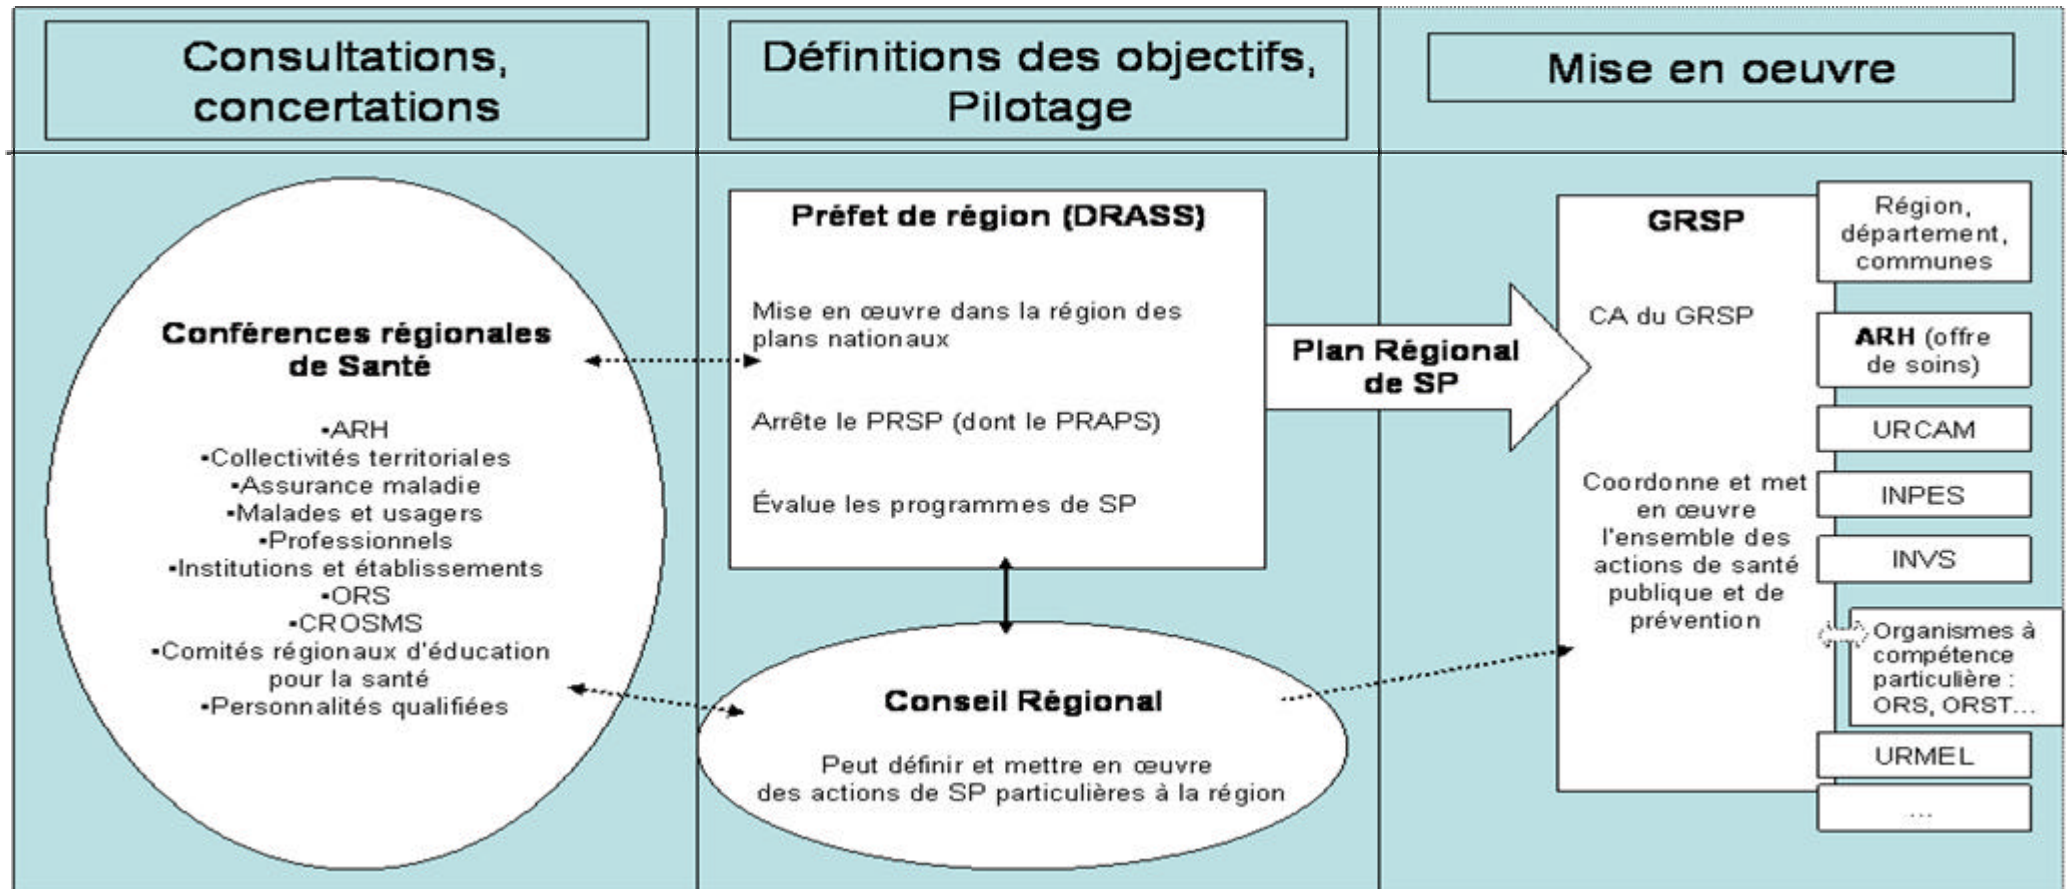 Consultations,
concertations
Définitions des objectifs,
Pilotage
Mise en oeuvre
Conférences régionales
de Santé
▪ARH
▪Collectivités territoriales
▪Assurance maladie
▪Malades et usagers
▪Professionnels
▪Institutions et établissements
▪ORS
▪CROSMS
▪Comités régionaux d'éducation
pour la santé
▪Personnalités qualifiées
Préfet de région (DRASS)
Mise en œuvre dans la région des
plans nationaux
Arrête le PRSP (dont le PRAPS)
Évalue les programmes de SP
Conseil Régional
Peut définir et mettre en œuvre
des actions de SP particulières à la région
Plan Régional
de SP
GRSP
CA du GRSP
Coordonne et met
en œuvre
l'ensemble des
actions de santé
publique et de
prévention
Région,
département,
communes
ARH (offre
de soins)
URCAM
INPES
INVS
Organismes à
compétence
particulière :
ORS, ORST...
URMEL
...